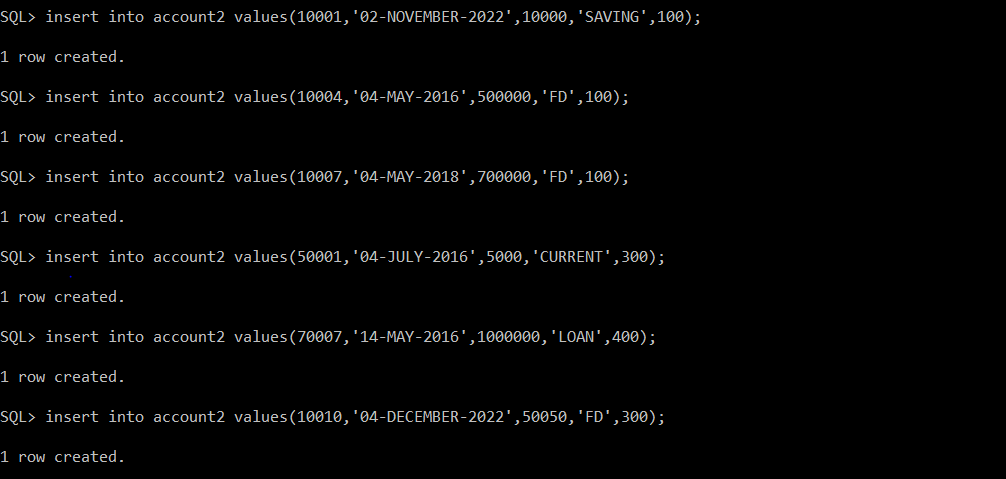 SQL> insert into account2 values(10001,'02-NOVEMBER-2022',10000,'SAVING',100);
1 row created.
SQL> insert into account2 values(10004,'04-MAY-2016',500000,'FD',100);
1 row created.
SQL> insert into account2 values(10007,'04-MAY-2018',700000,'FD',100);
1 row created.
SQL> insert into account2 values(50001,'04-JULY-2016',5000,'CURRENT',300);
1 row created.
SQL> insert into account2 values(70007,'14-MAY-2016',1000000,'LOAN',400);
1 row created.
SQL> insert into account2 values(10010,'04-DECEMBER-2022',50050,'FD',300);
1 row created.